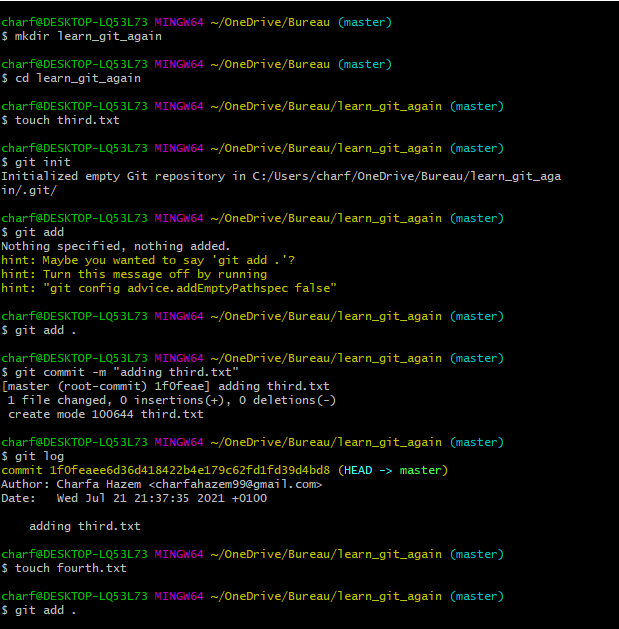 charf@DESKTOP-LQ53L73 MINGW64 ~/OneDrive/Bureau (master)
$ mkdir learn_git_again
charf@DESKTOP-LQ53L73 MINGW64 ~/OneDrive/Bureau (master)
$ cd learn_git_again
charf@DESKTOP-LQ53L73 MINGW64 ~/OneDrive/Bureau/learn_git_again (master)
$ touch third.txt
charf@DESKTOP-LQ53L73 MINGW64 ~/OneDrive/Bureau/learn_git_again (master)
$ git init
Initialized empty Git repository in C:/Users/charf/OneDrive/Bureau/learn_git_aga
in/.git/
charf@DESKTOP-LQ53L73 MINGW64 ~/OneDrive/Bureau/learn_git_again (master)
$ git add
Nothing specified, nothing added.
hint: Maybe you wanted to say 'git add .'?
hint: Turn this message off by running
hint: "git config advice.addEmptyPathspec false"
charf@DESKTOP-LQ53L73 MINGW64 ~/OneDrive/Bureau/learn_git_again (master)
$ git add .
charf@DESKTOP-LQ53L73 MINGW64 ~/OneDrive/Bureau/learn_git_again (master)
$ git commit -m "adding third.txt"
[master (root-commit) 1f0feae] adding third.txt
 1 file changed, 0 insertions(+), 0 deletions(-)
 create mode 100644 third.txt
charf@DESKTOP-LQ53L73 MINGW64 ~/OneDrive/Bureau/learn_git_again (master)
$ git log
commit 1f0feaee6d36d418422b4e179c62fd1fd39d4bd8 (HEAD -> master)
Author: Charfa Hazem <charfahazem99@gmail.com>
Date:   Wed Jul 21 21:37:35 2021 +0100
    adding third.txt
charf@DESKTOP-LQ53L73 MINGW64 ~/OneDrive/Bureau/learn_git_again (master)
$ touch fourth.txt
charf@DESKTOP-LQ53L73 MINGW64 ~/OneDrive/Bureau/learn_git_again (master)
$ git add .